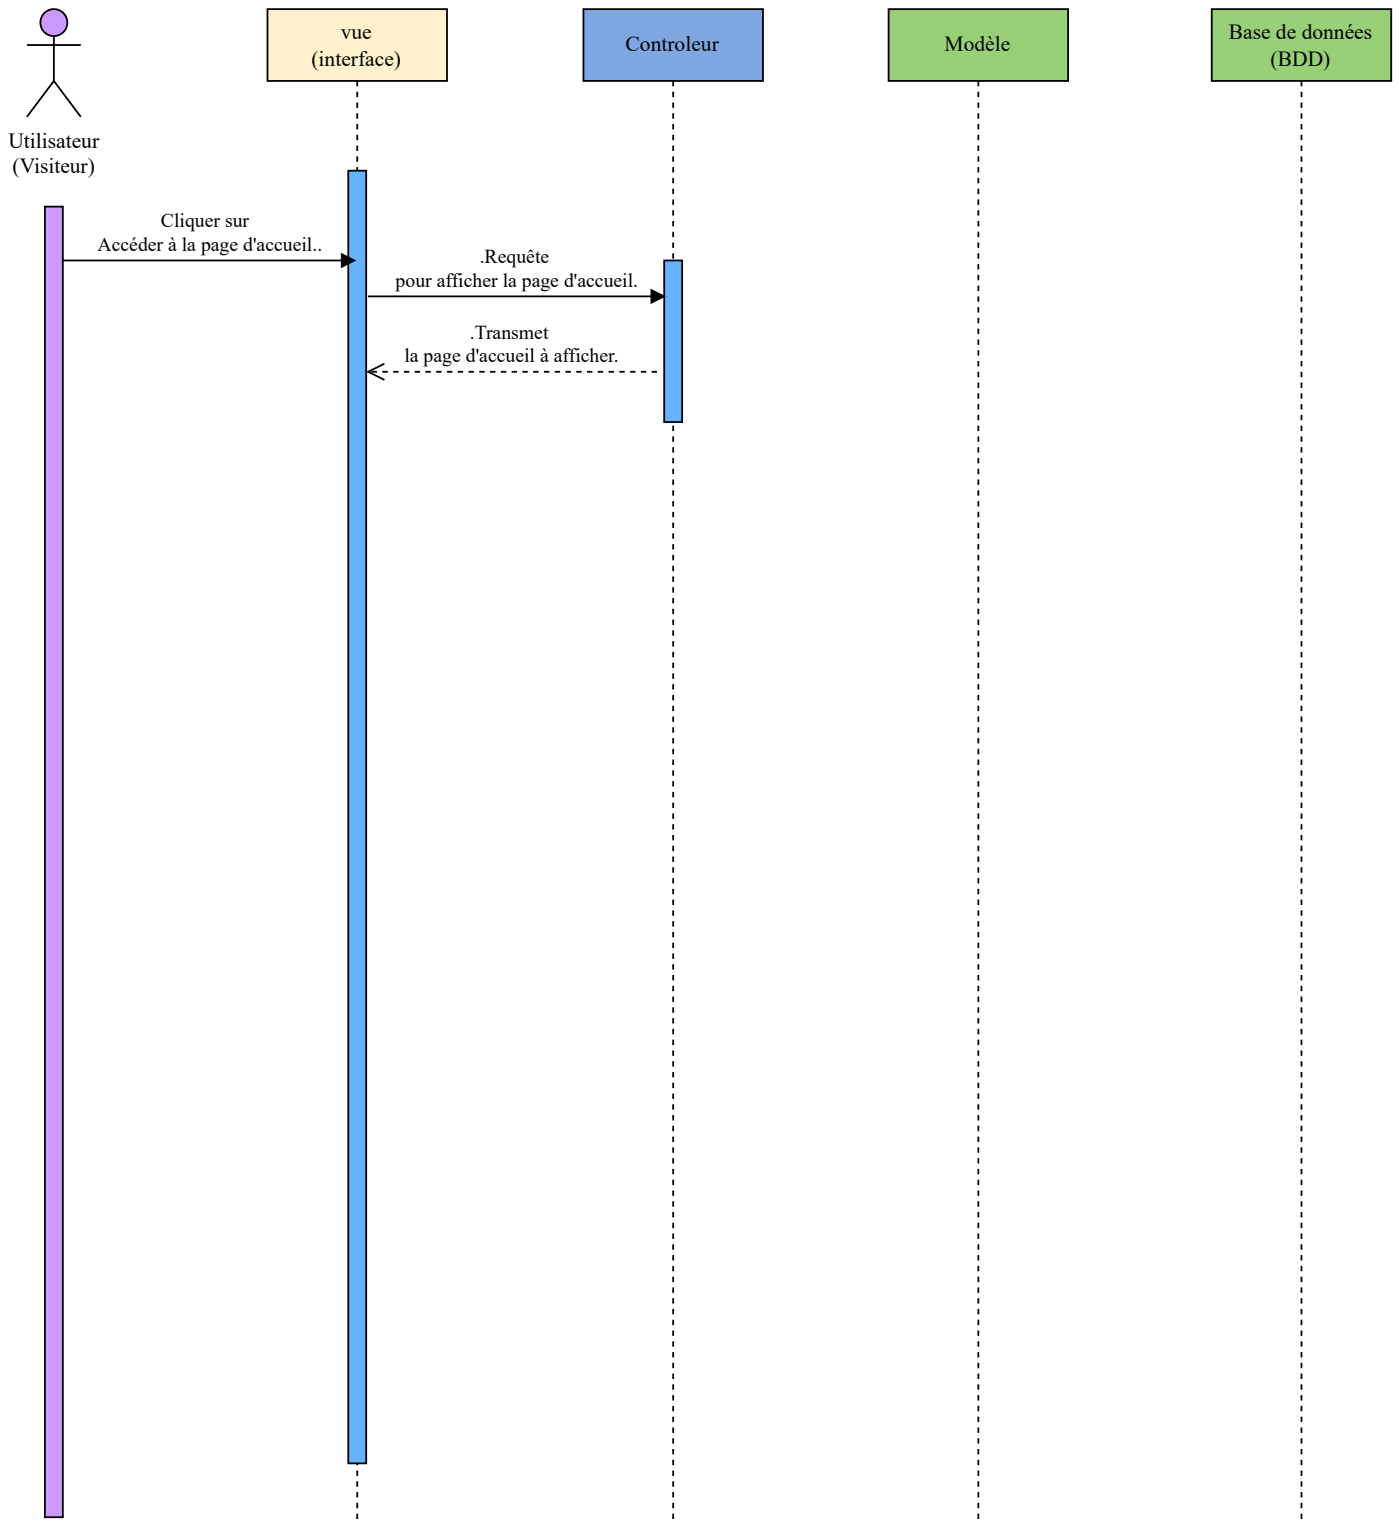 vue
(interface)
Controleur
Modèle
Base de données
(BDD)
Utilisateur
(Visiteur)
Cliquer sur
Accéder à la page d'accueil..
.Requête
pour afficher la page d'accueil.
.Transmet
la page d'accueil à afficher.